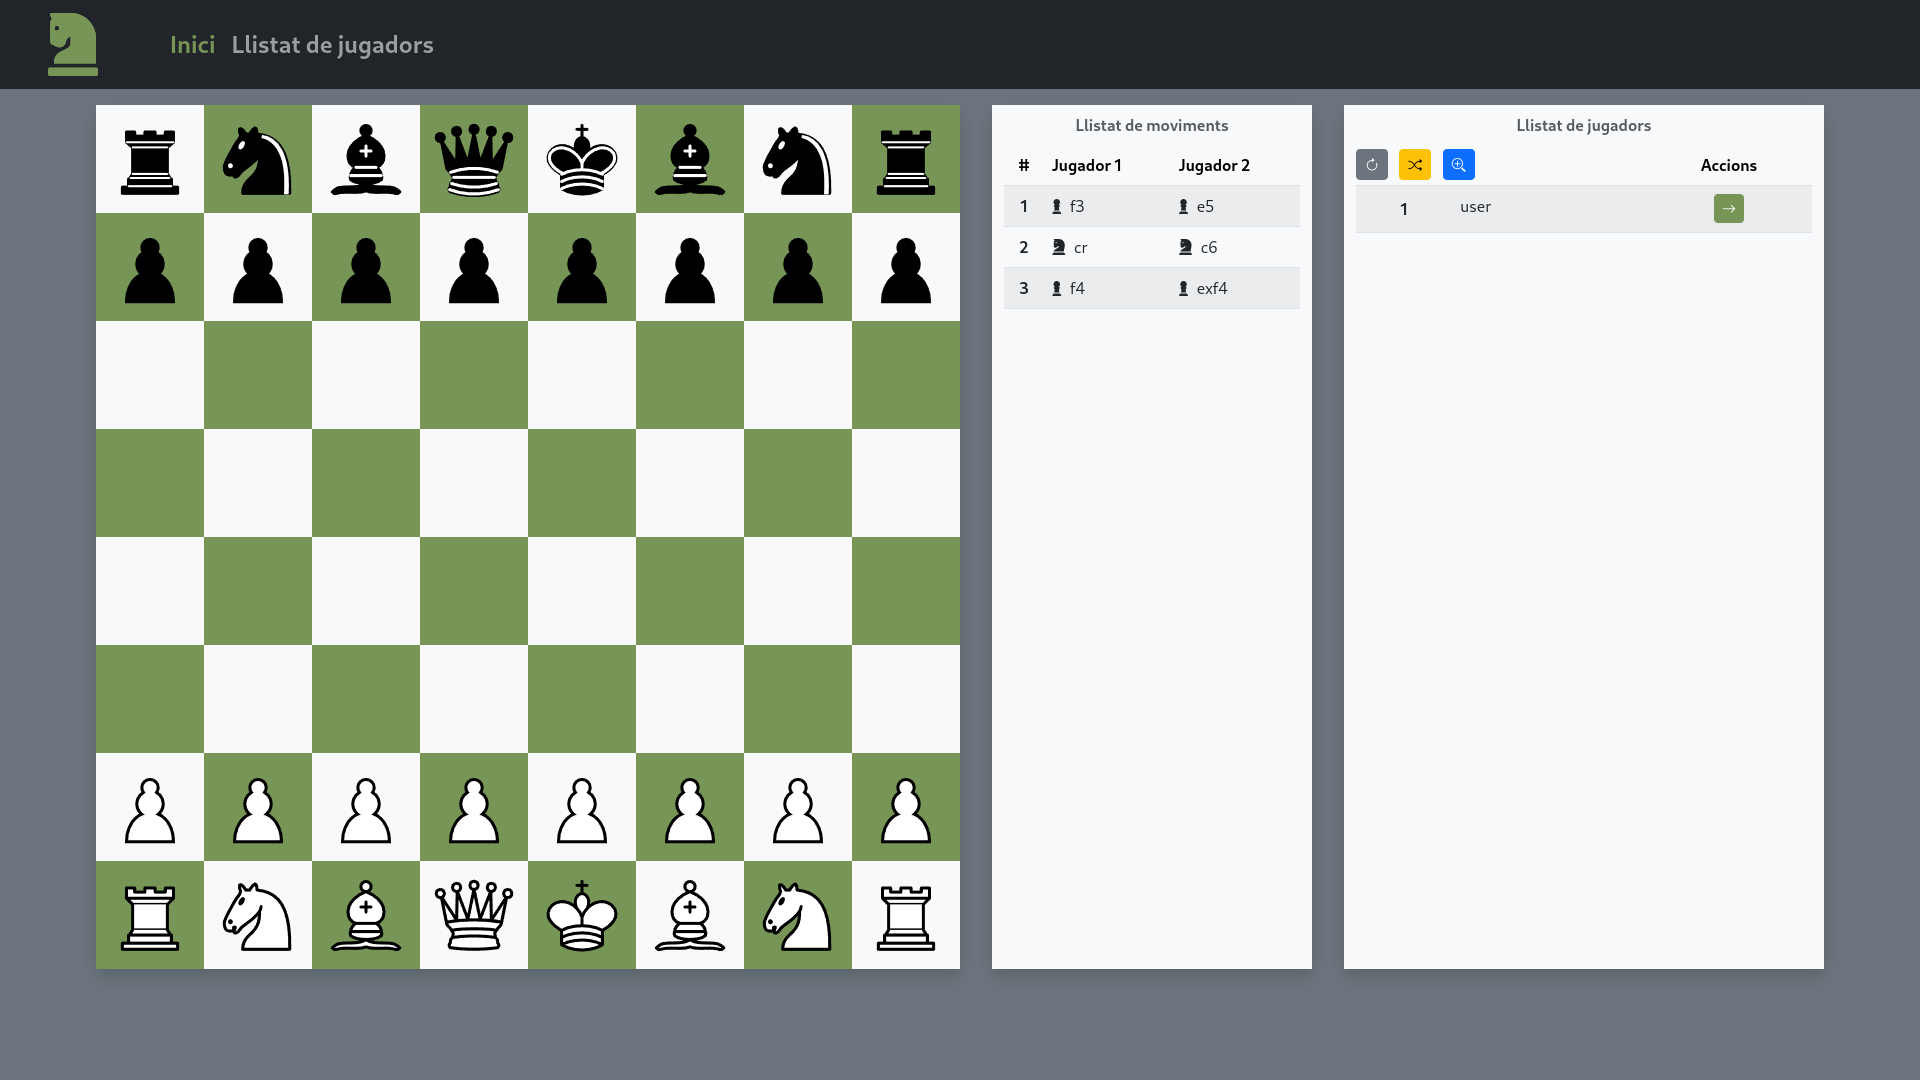 Inici Llistat de jugadors
Llistat de moviments
# Jugador 1 Jugador 2
1 f3 e5
2 cr c6
3 f4 exf4
Llistat de jugadors
Accions
1 user